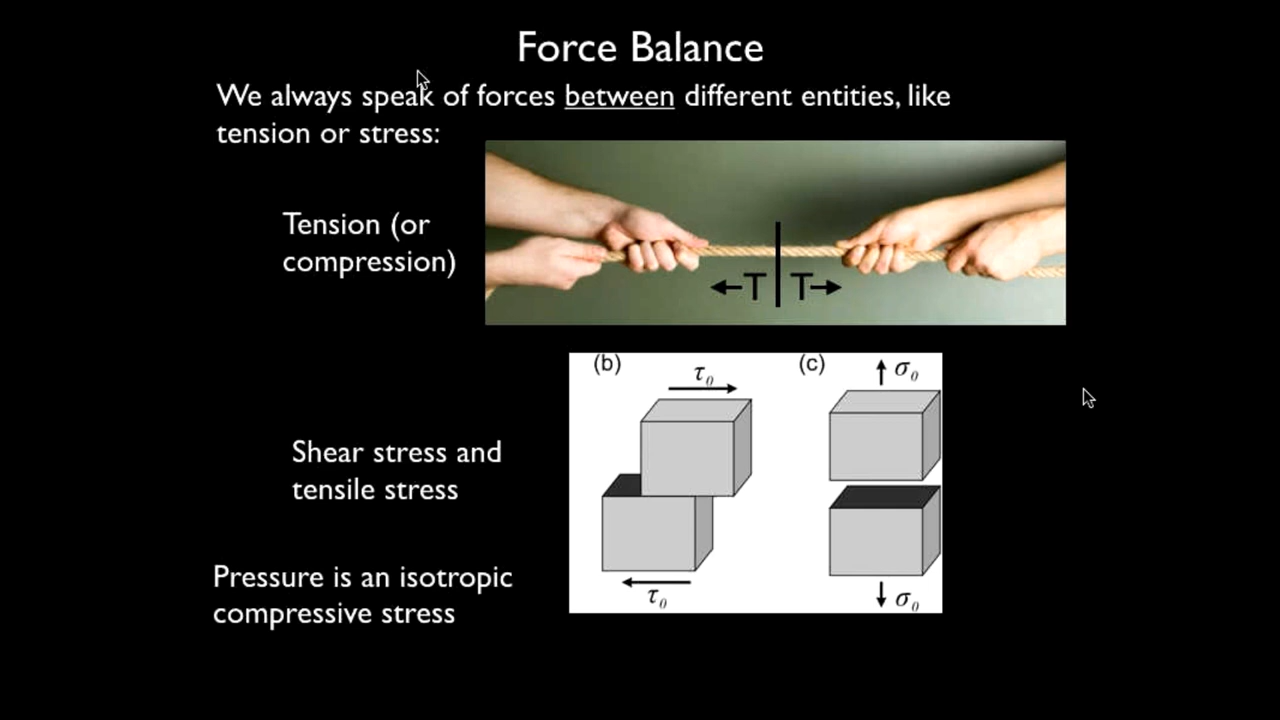 Force Balance
We always speak of forces between different entities, like
tension or stress:
Tension (or
compression)
T T
(b) (c)
τ₀ σ₀
Shear stress and
tensile stress
Pressure is an isotropic
compressive stress
τ₀ σ₀